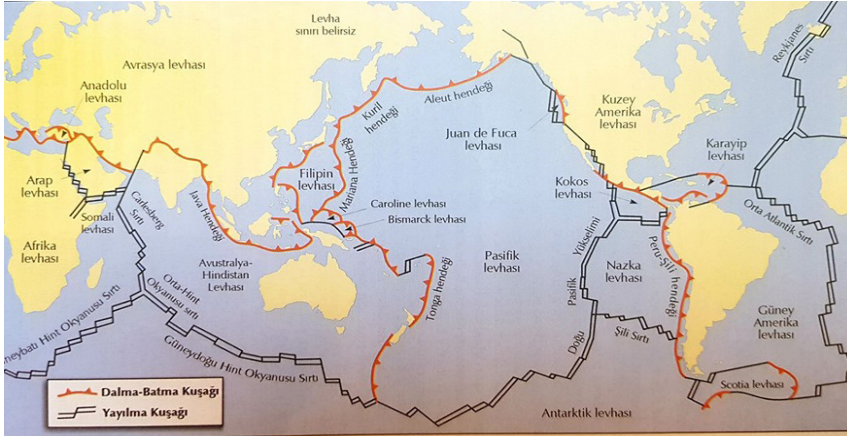 Levha
sınırı belirsiz
Reykjanes
Sırtı
Avrasya levhası
Anadolu
levhası
Kuril
hendeği
Aleut hendeği
Kuzey
Amerika
levhası
Juan de Fuca
levhası
Karayip
levhası
Arap
levhası
Filipin
levhası
Mariana Hendeği
Kokos
levhası
Caroline levhası
Bismarck levhası
Somali
levhası
Carlesberg
Sırtı
Java Hendeği
Orta Atlantik Sırtı
Afrika
levhası
Avustralya-
Hindistan
Levhası
Pasifik
levhası
Doğu Pasifik Yükselimi
Nazka
levhası
Peru-Şili hendeği
Tonga hendeği
Orta-Hint
Okyanusu sırtı
Güney
Amerika
levhası
Şili Sırtı
neybatı Hint Okyanusu Sırtı
Güneydoğu Hint Okyanusu Sırtı
Scotia levhası
Antarktik levhası
Dalma-Batma Kuşağı
Yayılma Kuşağı